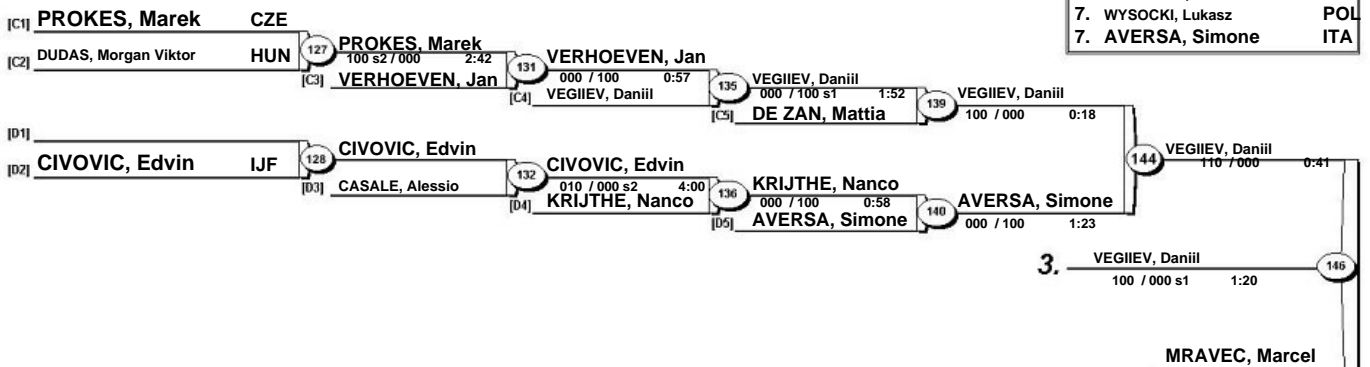 7. WYSOCKI, Lukasz POL
7. AVERSA, Simone ITA
[C1] PROKES, Marek CZE
[C2] DUDAS, Morgan Viktor HUN
127 PROKES, Marek
100 s2 / 000 2:42
[C3] VERHOEVEN, Jan
131 VERHOEVEN, Jan
000 / 100 0:57
[C4] VEGIIEV, Daniil
135 VEGIIEV, Daniil
000 / 100 s1 1:52
[C5] DE ZAN, Mattia
139 VEGIIEV, Daniil
100 / 000 0:18
[D1]
[D2] CIVOVIC, Edvin IJF
128 CIVOVIC, Edvin
[D3] CASALE, Alessio
132 CIVOVIC, Edvin
010 / 000 s2 4:00
[D4] KRIJTHE, Nanco
136 KRIJTHE, Nanco
000 / 100 0:58
[D5] AVERSA, Simone
140 AVERSA, Simone
000 / 100 1:23
144 VEGIIEV, Daniil
110 / 000 0:41
3. VEGIIEV, Daniil 146
100 / 000 s1 1:20
MRAVEC, Marcel